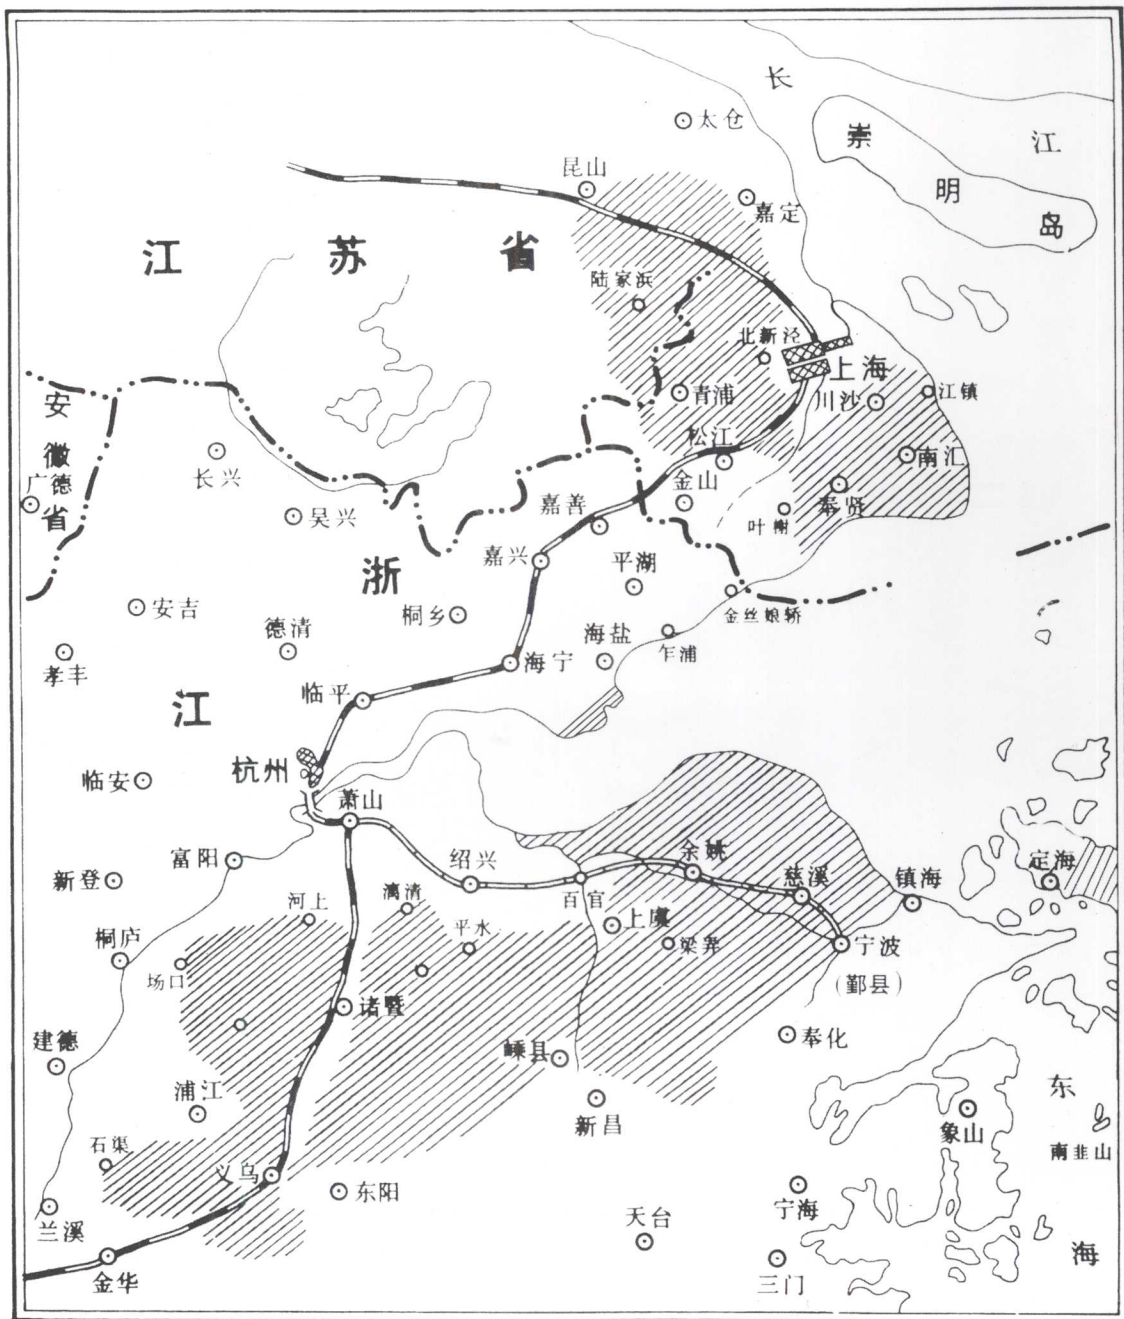 长
江
崇
明
岛
太仓
昆山
嘉定
江苏省
陆家浜
北新泾
上海
青浦
川沙
江镇
安徽省
松江
南汇
长兴
广德
金山
奉贤
吴兴
嘉善
叶榭
浙
嘉兴
平湖
安吉
桐乡
金丝娘轿
德清
海盐
乍浦
孝丰
海宁
临平
江
杭州
临安
萧山
富阳
绍兴
余姚
新登
慈溪
镇海
定海
河上
漓渚
百官
上虞
平水
桐庐
梁弄
宁波
场口
(鄞县)
诸暨
建德
嵊县
奉化
浦江
新昌
东
象山
石渠
南韭山
义乌
东阳
宁海
兰溪
天台
海
金华
三门